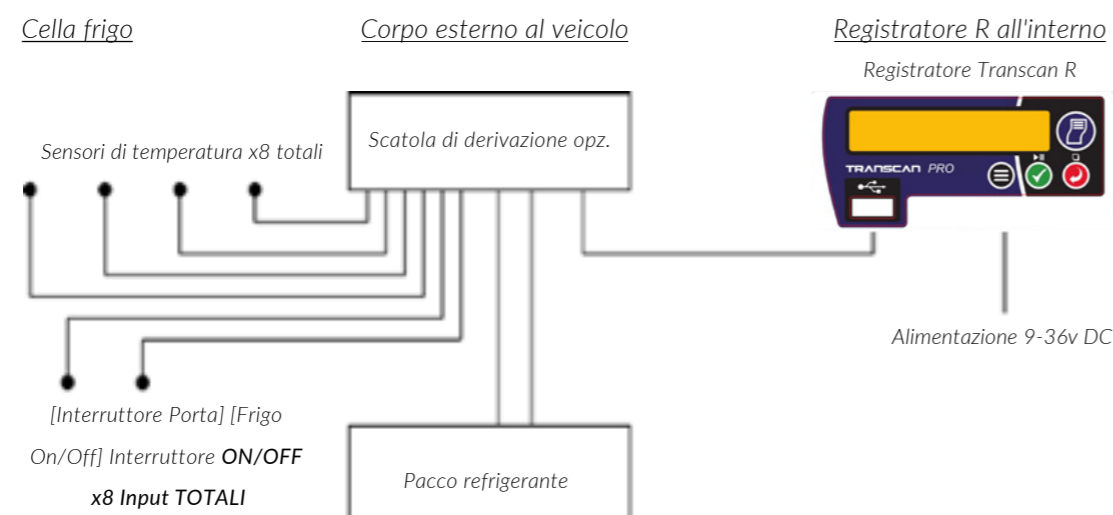 Cella frigo
Corpo esterno al veicolo
Registratore R all'interno
Registratore Transcan R
Sensori di temperatura x8 totali
Scatola di derivazione opz.
TRANSCAN PRO
Alimentazione 9-36v DC
[Interruttore Porta] [Frigo
On/Off] Interruttore ON/OFF
x8 Input TOTALI
Pacco refrigerante